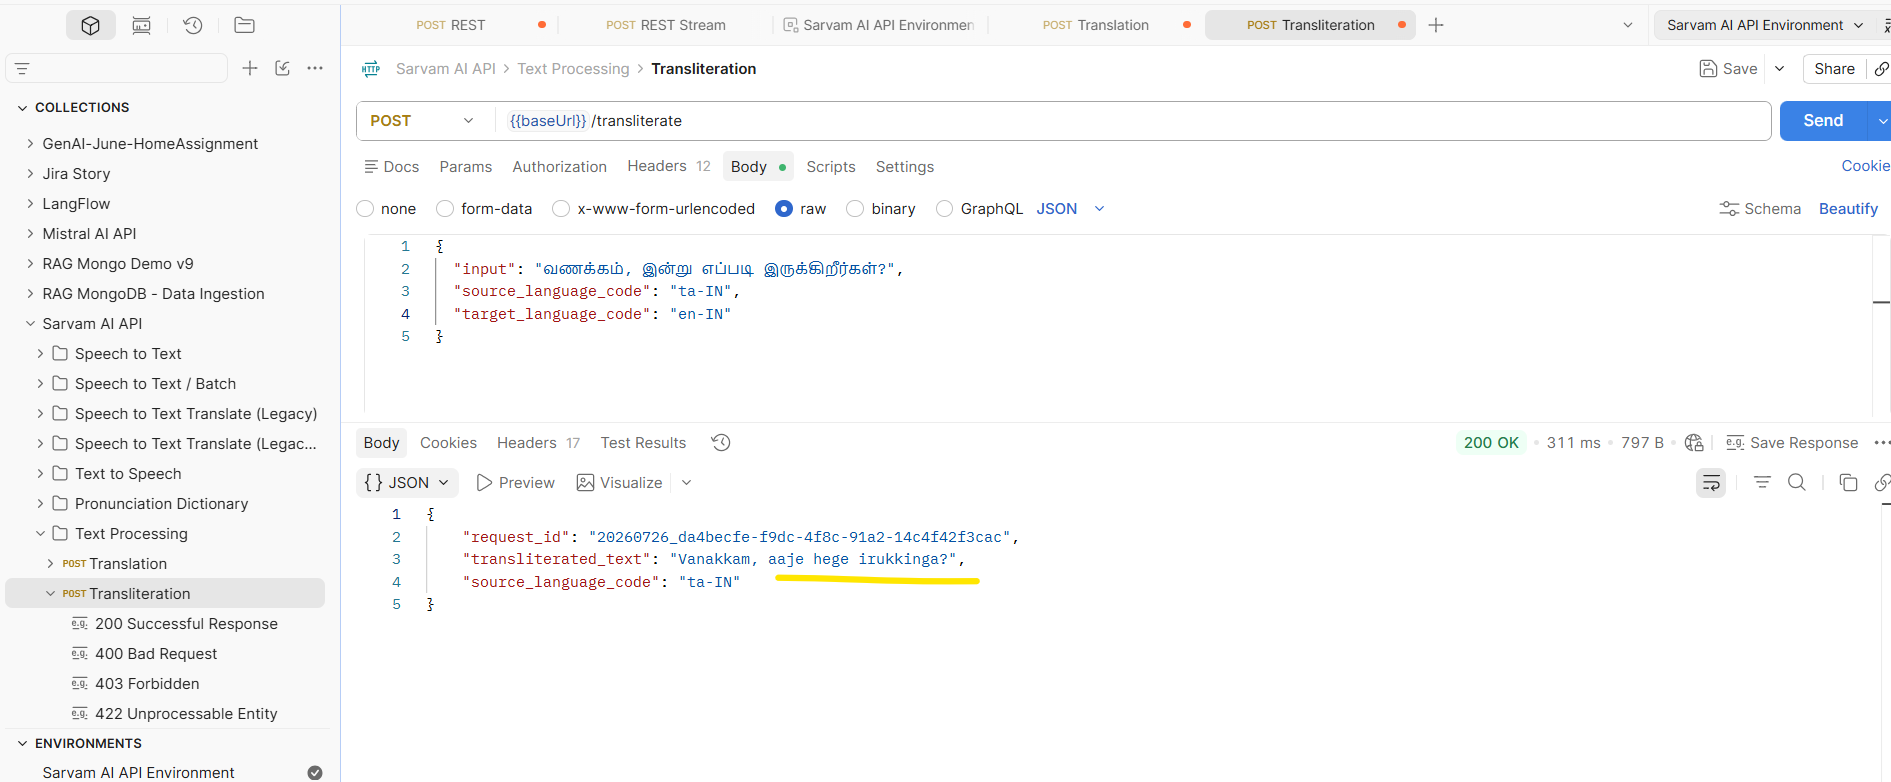 POST REST
POST REST Stream
Sarvam AI API Environmen
POST Translation
POST Transliteration
Sarvam AI API Environment
Sarvam AI API > Text Processing > Transliteration
Save
Share
COLLECTIONS
GenAI-June-HomeAssignment
Jira Story
LangFlow
Mistral AI API
RAG Mongo Demo v9
RAG MongoDB - Data Ingestion
Sarvam AI API
Speech to Text
Speech to Text / Batch
Speech to Text Translate (Legacy)
Speech to Text Translate (Legac...
Text to Speech
Pronunciation Dictionary
Text Processing
POST Translation
POST Transliteration
e.g. 200 Successful Response
e.g. 400 Bad Request
e.g. 403 Forbidden
e.g. 422 Unprocessable Entity
ENVIRONMENTS
Sarvam AI API Environment
POST {{baseUrl}} /transliterate
Send
Docs Params Authorization Headers 12 Body Scripts Settings
Cookie
none form-data x-www-form-urlencoded raw binary GraphQL JSON
Schema Beautify
1 {
2 "input": "வணக்கம், இன்று எப்படி இருக்கிறீர்கள்?",
3 "source_language_code": "ta-IN",
4 "target_language_code": "en-IN"
5 }
Body Cookies Headers 17 Test Results
200 OK 311 ms 797 B e.g. Save Response
{} JSON Preview Visualize
1 {
2 "request_id": "20260726_da4becfe-f9dc-4f8c-91a2-14c4f42f3cac",
3 "transliterated_text": "Vanakkam, aaje hege irukkinga?",
4 "source_language_code": "ta-IN"
5 }